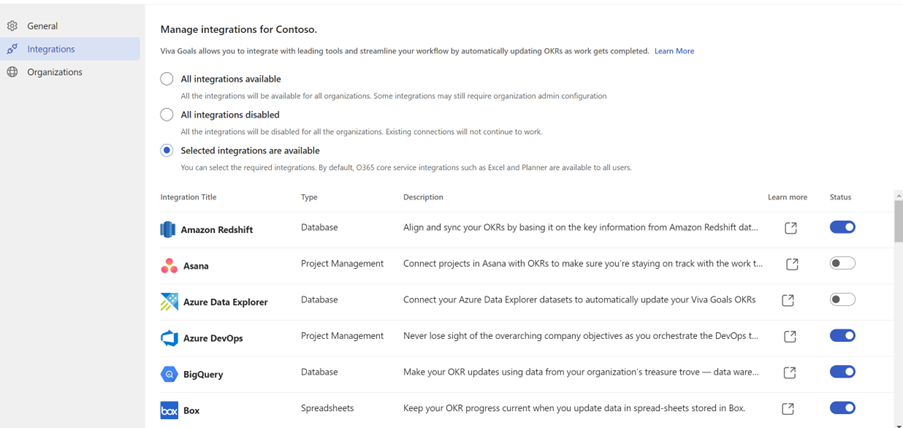 General
Integrations
Organizations
Manage integrations for Contoso.
Viva Goals allows you to integrate with leading tools and streamline your workflow by automatically updating OKRs as work gets completed. Learn More
All integrations available
All the integrations will be available for all organizations. Some integrations may still require organization admin configuration
All integrations disabled
All the integrations will be disabled for all the organizations. Existing connections will not continue to work.
Selected integrations are available
You can select the required integrations. By default, O365 core service integrations such as Excel and Planner are available to all users.
Integration Title Type Description Learn more Status
Amazon Redshift Database Align and sync your OKRs by basing it on the key information from Amazon Redshift dat...
Asana Project Management Connect projects in Asana with OKRs to make sure you're staying on track with the work t...
Azure Data Explorer Database Connect your Azure Data Explorer datasets to automatically update your Viva Goals OKRs
Azure DevOps Project Management Never lose sight of the overarching company objectives as you orchestrate the DevOps t...
BigQuery Database Make your OKR updates using data from your organization's treasure trove — data ware...
box Box Spreadsheets Keep your OKR progress current when you update data in spread-sheets stored in Box.